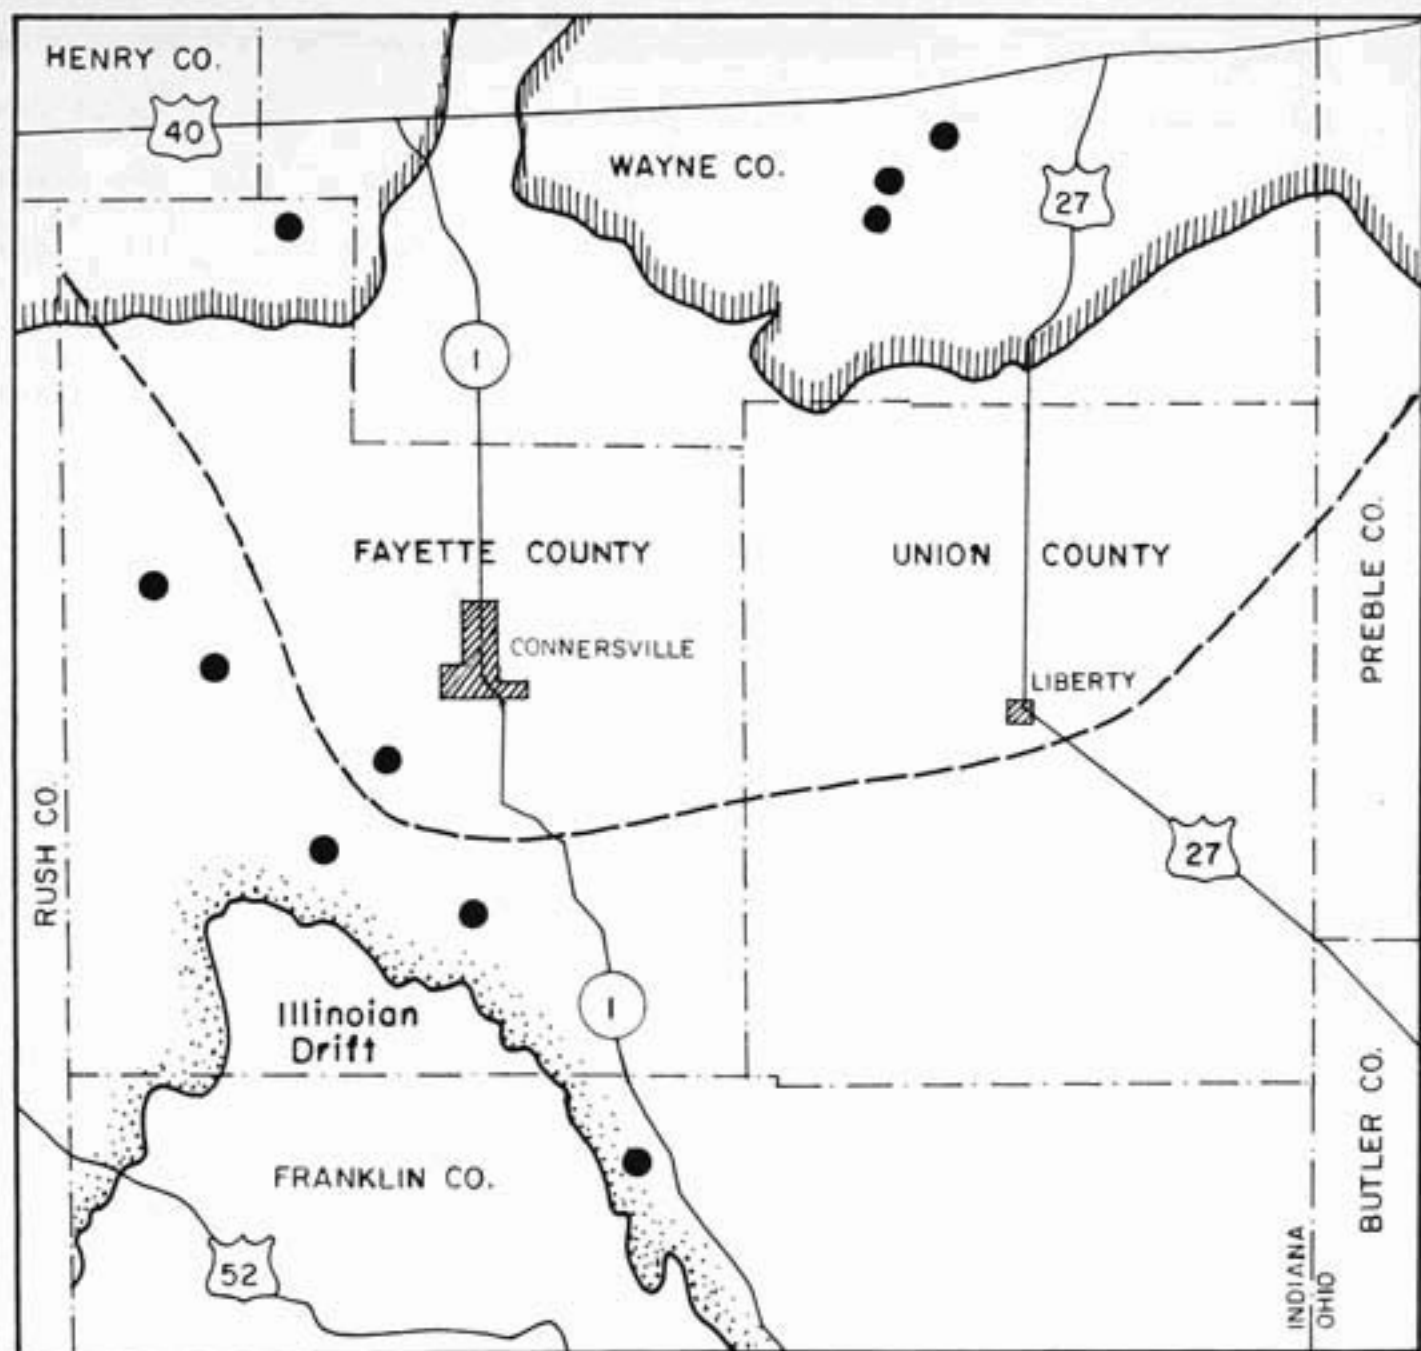 HENRY CO.
40
WAYNE CO.
27
1
FAYETTE COUNTY
UNION COUNTY
PREBLE CO.
CONNERSVILLE
LIBERTY
RUSH CO.
27
1
Illinoian
Drift
FRANKLIN CO.
BUTLER CO.
52
INDIANA
OHIO